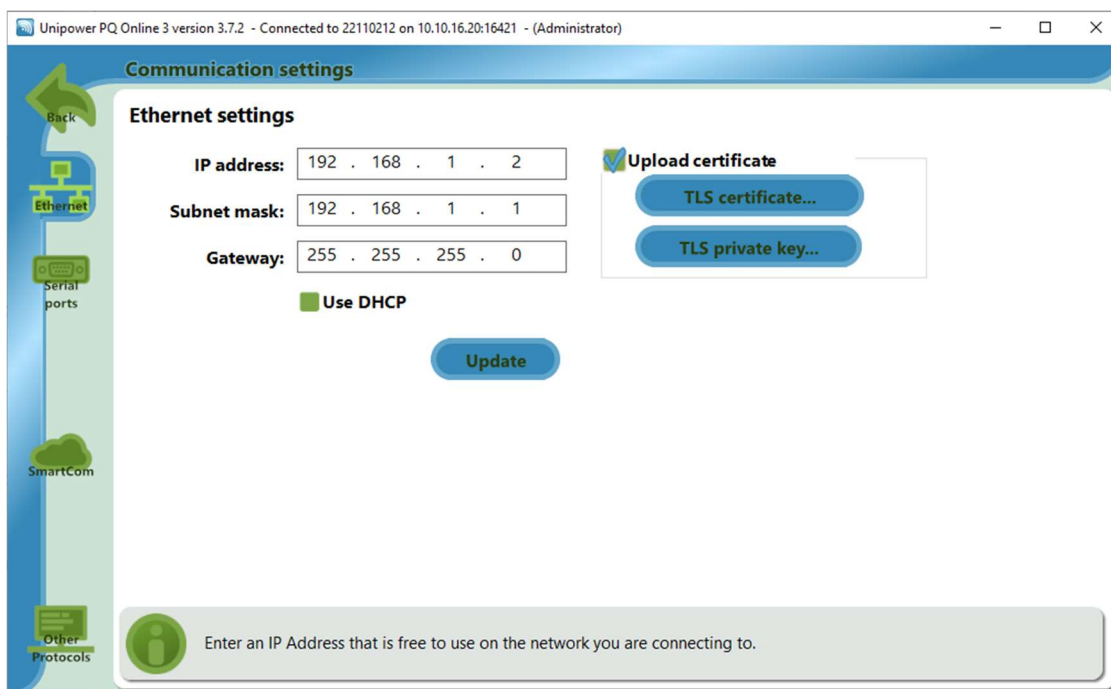 Unipower PQ Online 3 version 3.7.2 - Connected to 22110212 on 10.10.16.20:16421 - (Administrator)
Communication settings
Back
Ethernet
Serial
ports
SmartCom
Other
Protocols
Ethernet settings
IP address: 192 . 168 . 1 . 2
Subnet mask: 192 . 168 . 1 . 1
Gateway: 255 . 255 . 255 . 0
Use DHCP
Update
Upload certificate
TLS certificate...
TLS private key...
Enter an IP Address that is free to use on the network you are connecting to.